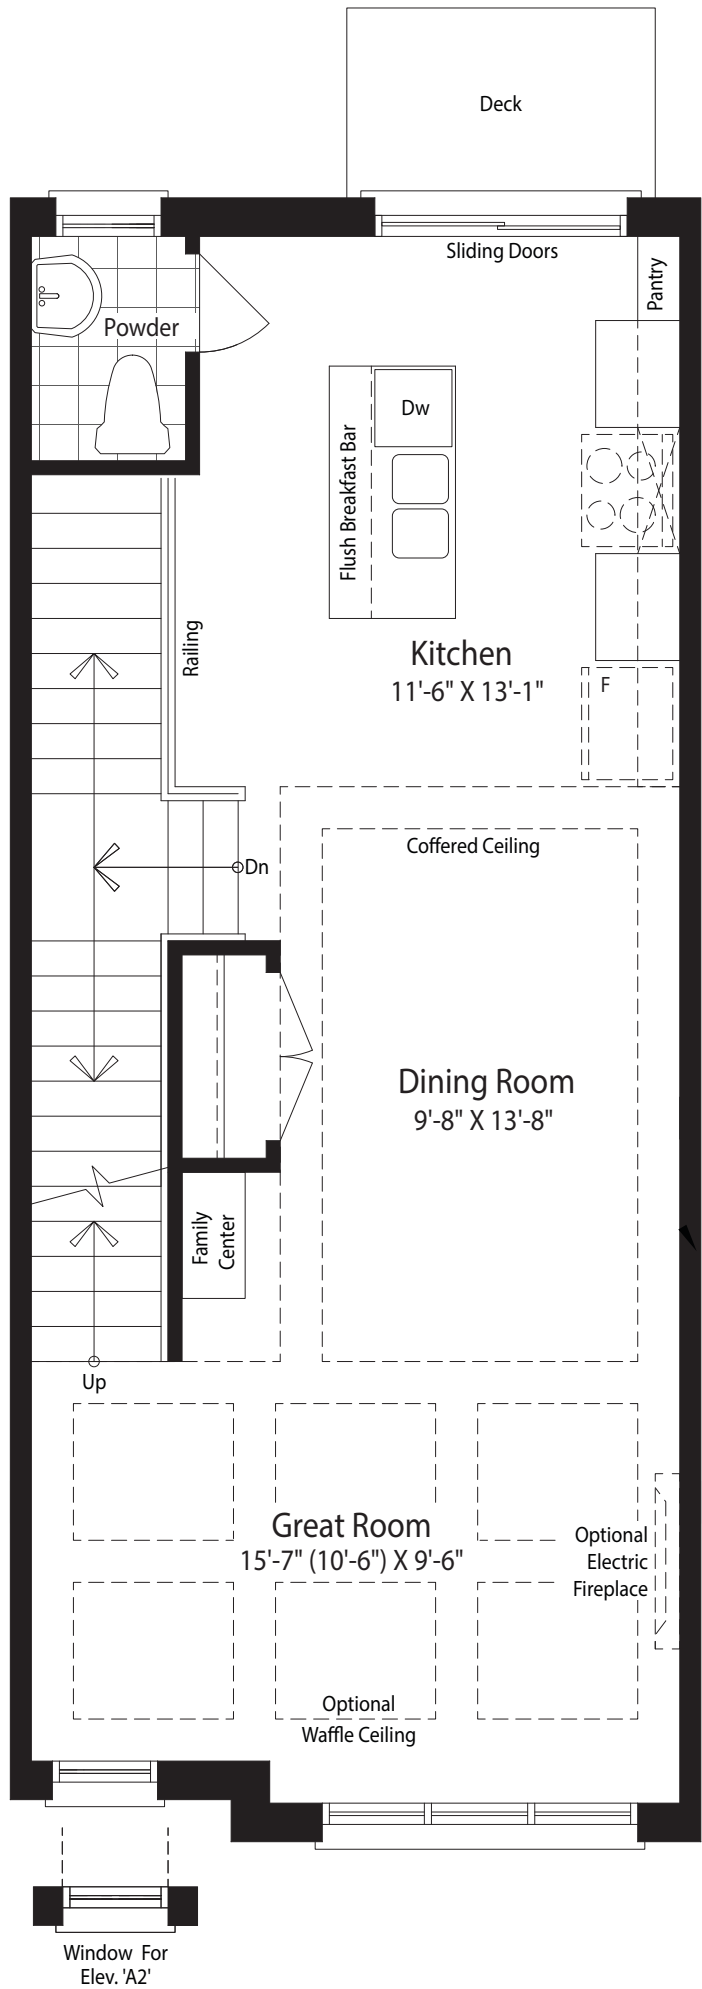 Deck
Sliding Doors
Pantry
Powder
Dw
Flush Breakfast Bar
Railing
Kitchen
11'-6" X 13'-1"
F
Coffered Ceiling
Dn
Dining Room
9'-8" X 13'-8"
Family
Center
Up
Great Room
15'-7" (10'-6") X 9'-6"
Optional
Electric
Fireplace
Optional
Waffle Ceiling
Window For
Elev. 'A2'